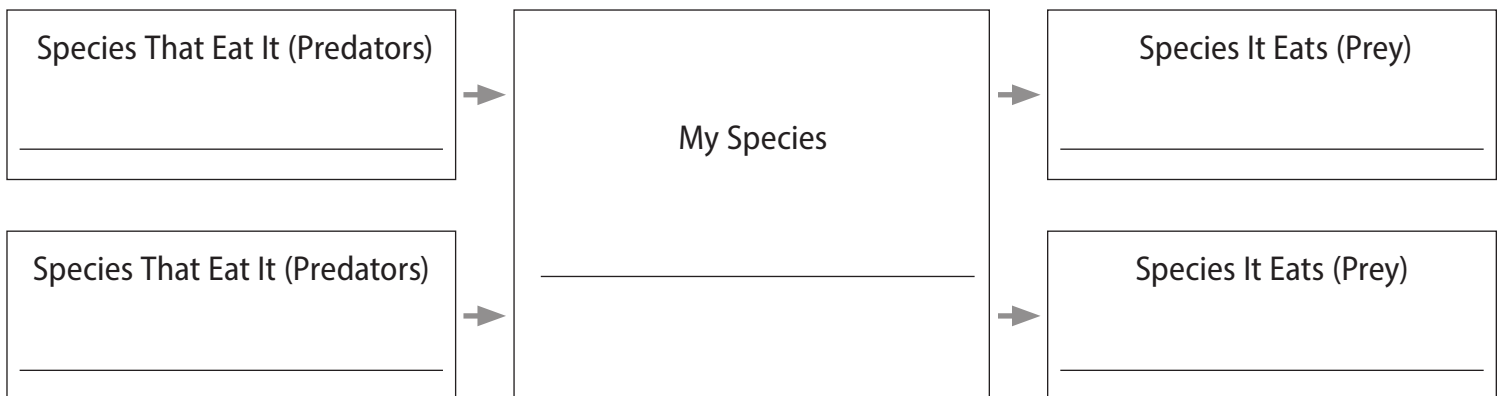 Species That Eat It (Predators)
My Species
Species It Eats (Prey)
Species That Eat It (Predators)
Species It Eats (Prey)